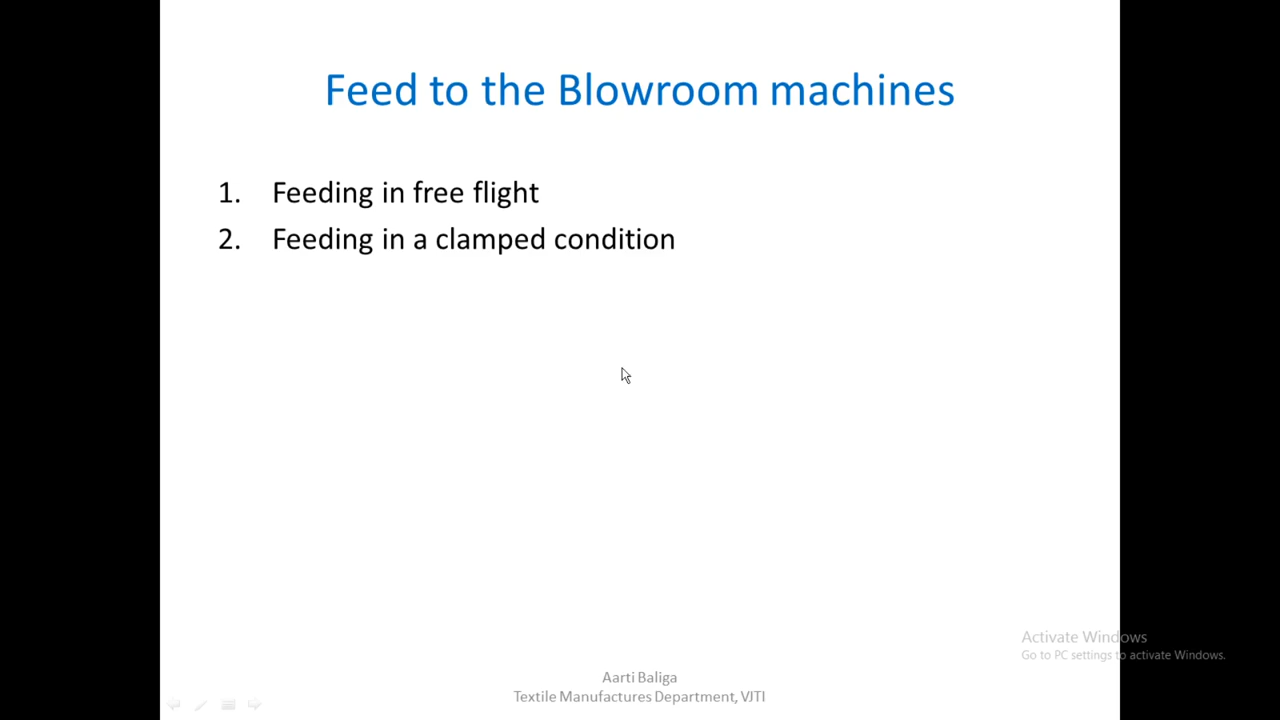 Feed to the Blowroom machines
1. Feeding in free flight
2. Feeding in a clamped condition
Activate Windows
Go to PC settings to activate Windows.
Aarti Baliga
Textile Manufactures Department, VJTI